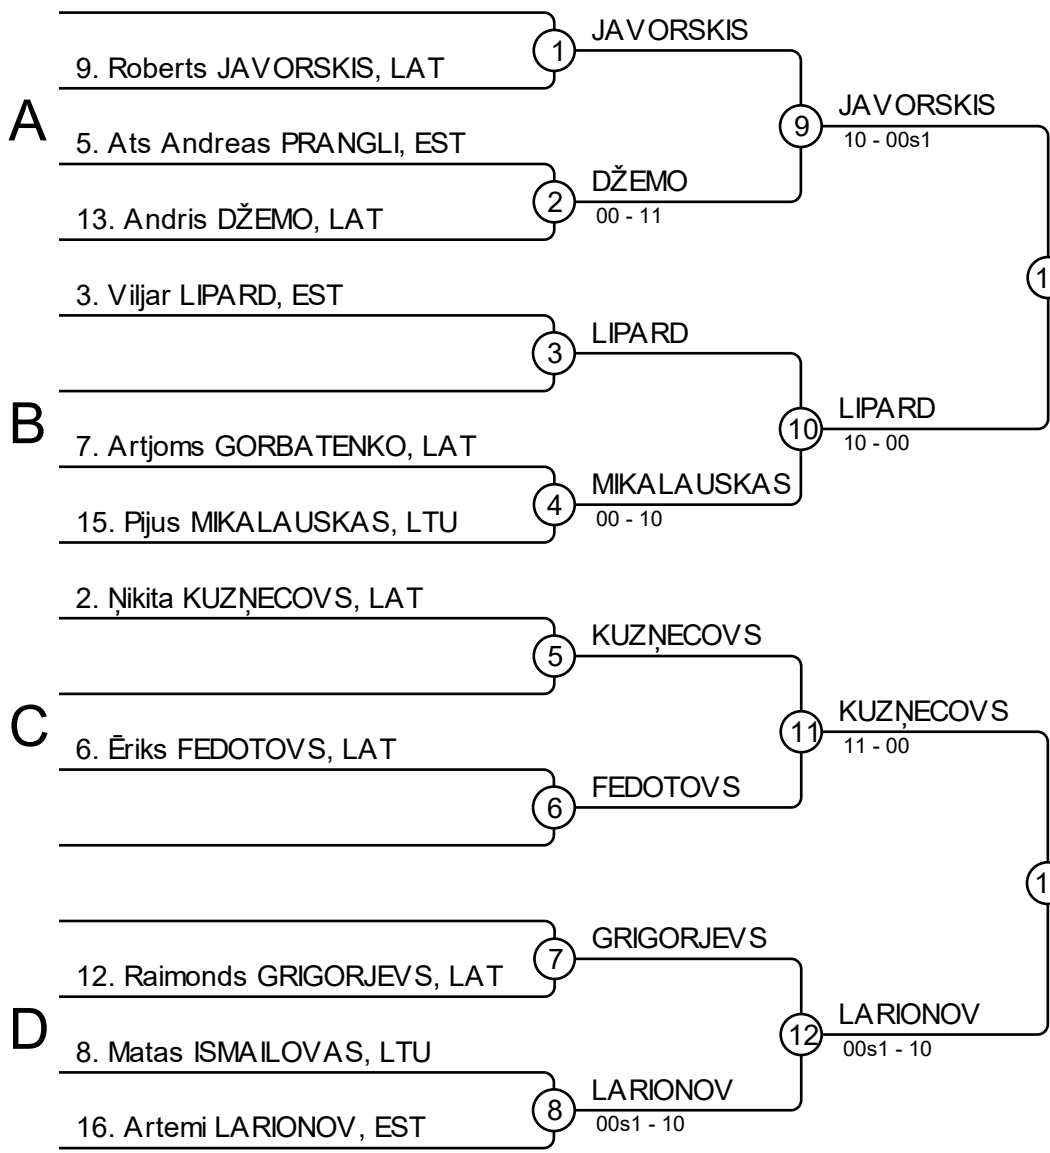 JAVORSKIS
1
9. Roberts JAVORSKIS, LAT
A
JAVORSKIS
9
10 - 00s1
5. Ats Andreas PRANGLI, EST
DŽEMO
2
00 - 11
13. Andris DŽEMO, LAT
1
3. Viljar LIPARD, EST
LIPARD
3
B
LIPARD
10
10 - 00
7. Artjoms GORBATENKO, LAT
MIKALAUSKAS
4
00 - 10
15. Pijus MIKALAUSKAS, LTU
2. Ņikita KUZŅECOVS, LAT
KUZŅECOVS
5
C
KUZŅECOVS
11
11 - 00
6. Ēriks FEDOTOVS, LAT
FEDOTOVS
6
1
GRIGORJEVS
7
12. Raimonds GRIGORJEVS, LAT
D
LARIONOV
12
00s1 - 10
8. Matas ISMAILOVAS, LTU
LARIONOV
8
00s1 - 10
16. Artemi LARIONOV, EST